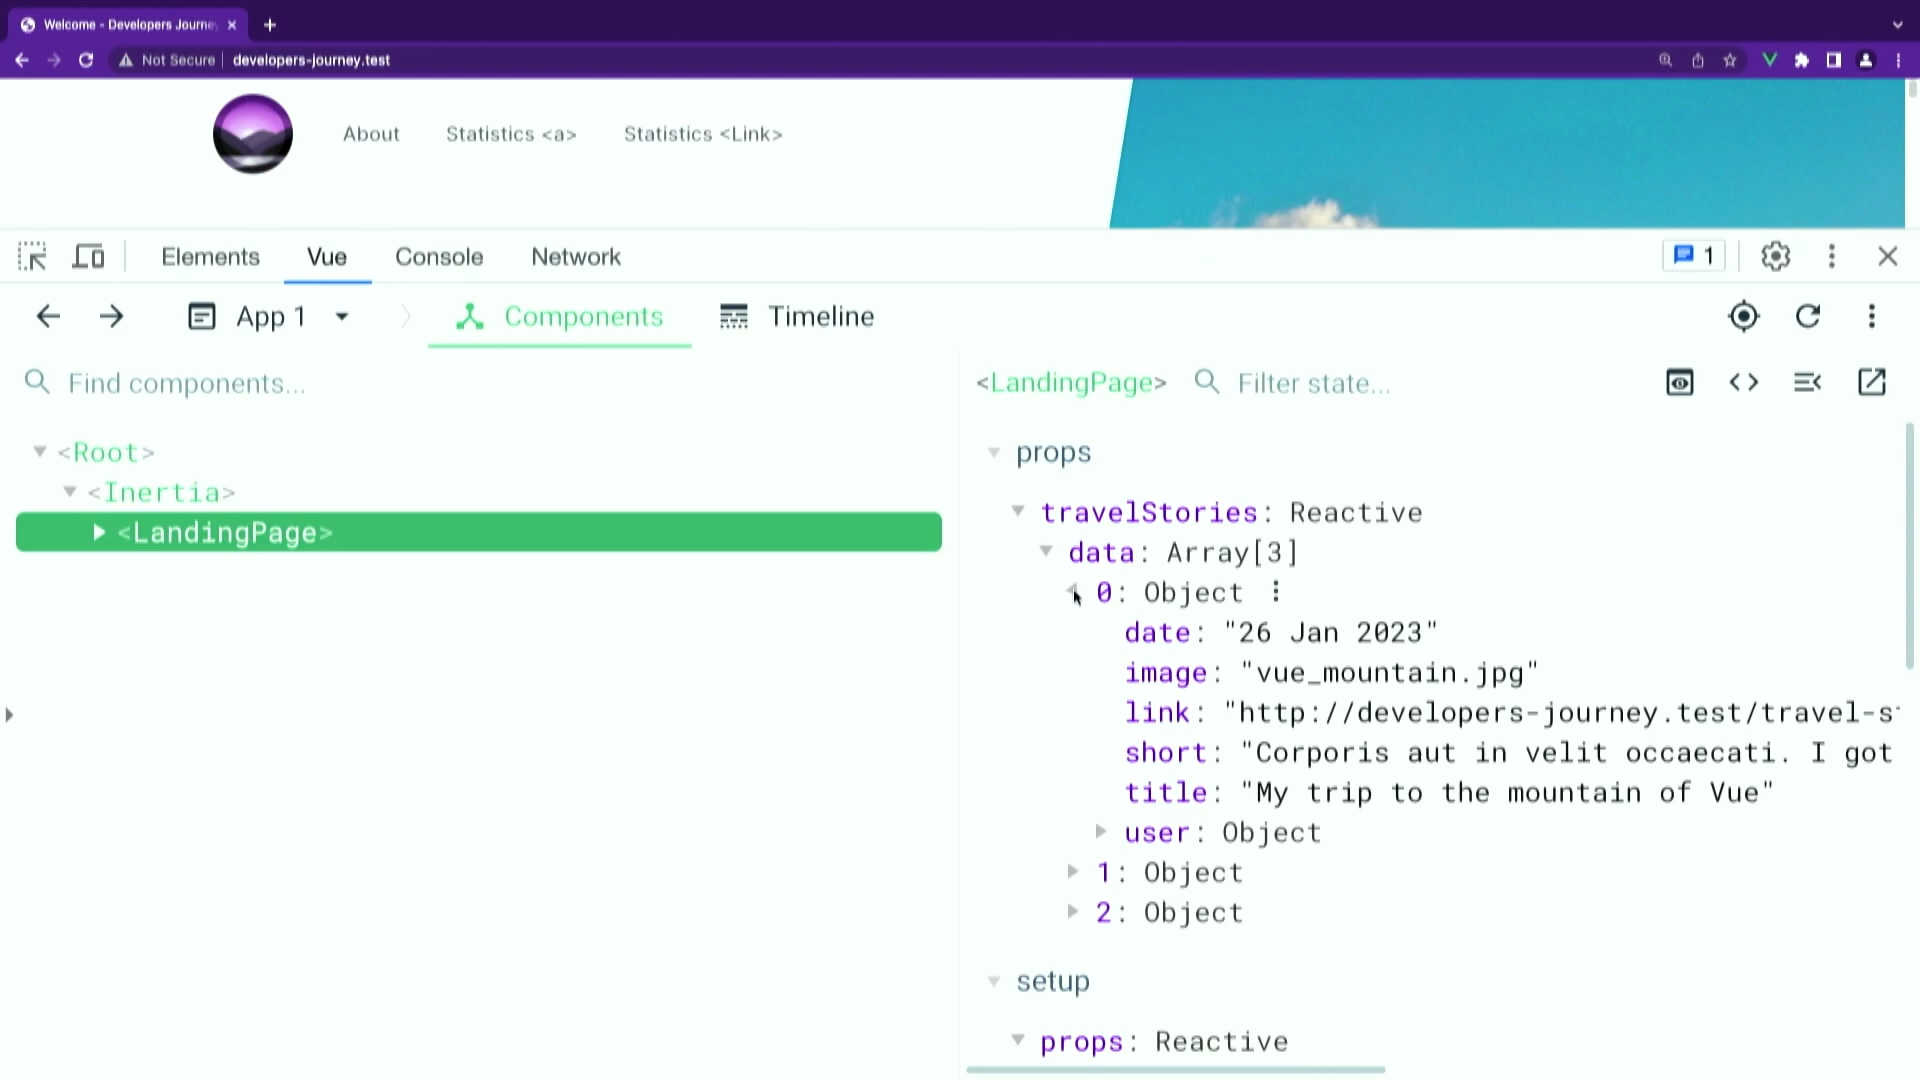 Welcome - Developers Journe
Not Secure developers-journey.test
About Statistics <a> Statistics <Link>
Elements Vue Console Network 1
App 1 Components Timeline
Find components...
<LandingPage> Filter state...
<Root>
<Inertia>
<LandingPage>
props
travelStories: Reactive
data: Array[3]
0: Object
date: "26 Jan 2023"
image: "vue_mountain.jpg"
link: "http://developers-journey.test/travel-s
short: "Corporis aut in velit occaecati. I got
title: "My trip to the mountain of Vue"
user: Object
1: Object
2: Object
setup
props: Reactive